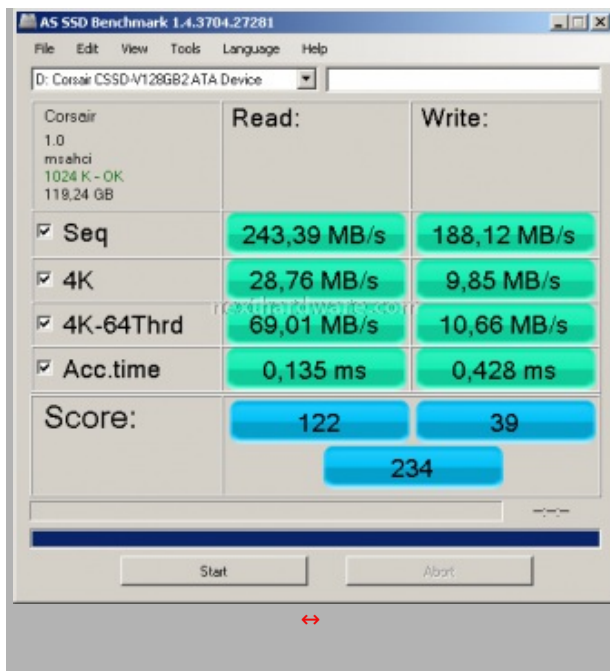 AS SSD Benchmark 1.4.3704.27281
File Edit View Tools Language Help
D: Corsair CSSD-V128GB2 ATA Device
Corsair
1.0
msahci
1024 K - OK
119,24 GB
Read: Write:
Seq 243,39 MB/s 188,12 MB/s
4K 28,76 MB/s 9,85 MB/s
nexthardware.com
4K-64Thrd 69,01 MB/s 10,66 MB/s
Acc.time 0,135 ms 0,428 ms
Score: 122 39
234
--:--:--
Start Abort